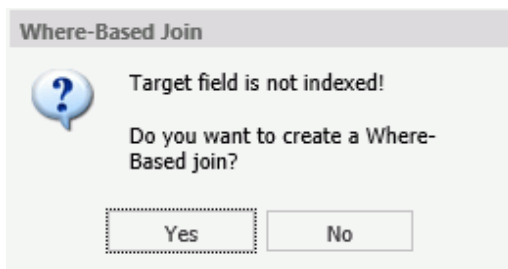 Where-Based Join
Target field is not indexed!
Do you want to create a Where-
Based join?
Yes
No